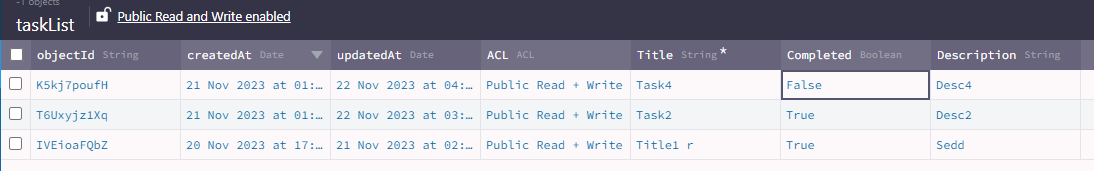 ~1 objects
taskList Public Read and Write enabled
objectId String createdAt Date updatedAt Date ACL ACL Title String * Completed Boolean Description String
K5kj7poufH 21 Nov 2023 at 01:... 22 Nov 2023 at 04:... Public Read + Write Task4 False Desc4
T6Uxyjz1Xq 21 Nov 2023 at 01:... 22 Nov 2023 at 03:... Public Read + Write Task2 True Desc2
IVEioaFQbZ 20 Nov 2023 at 17:... 21 Nov 2023 at 02:... Public Read + Write Title1 r True Sedd